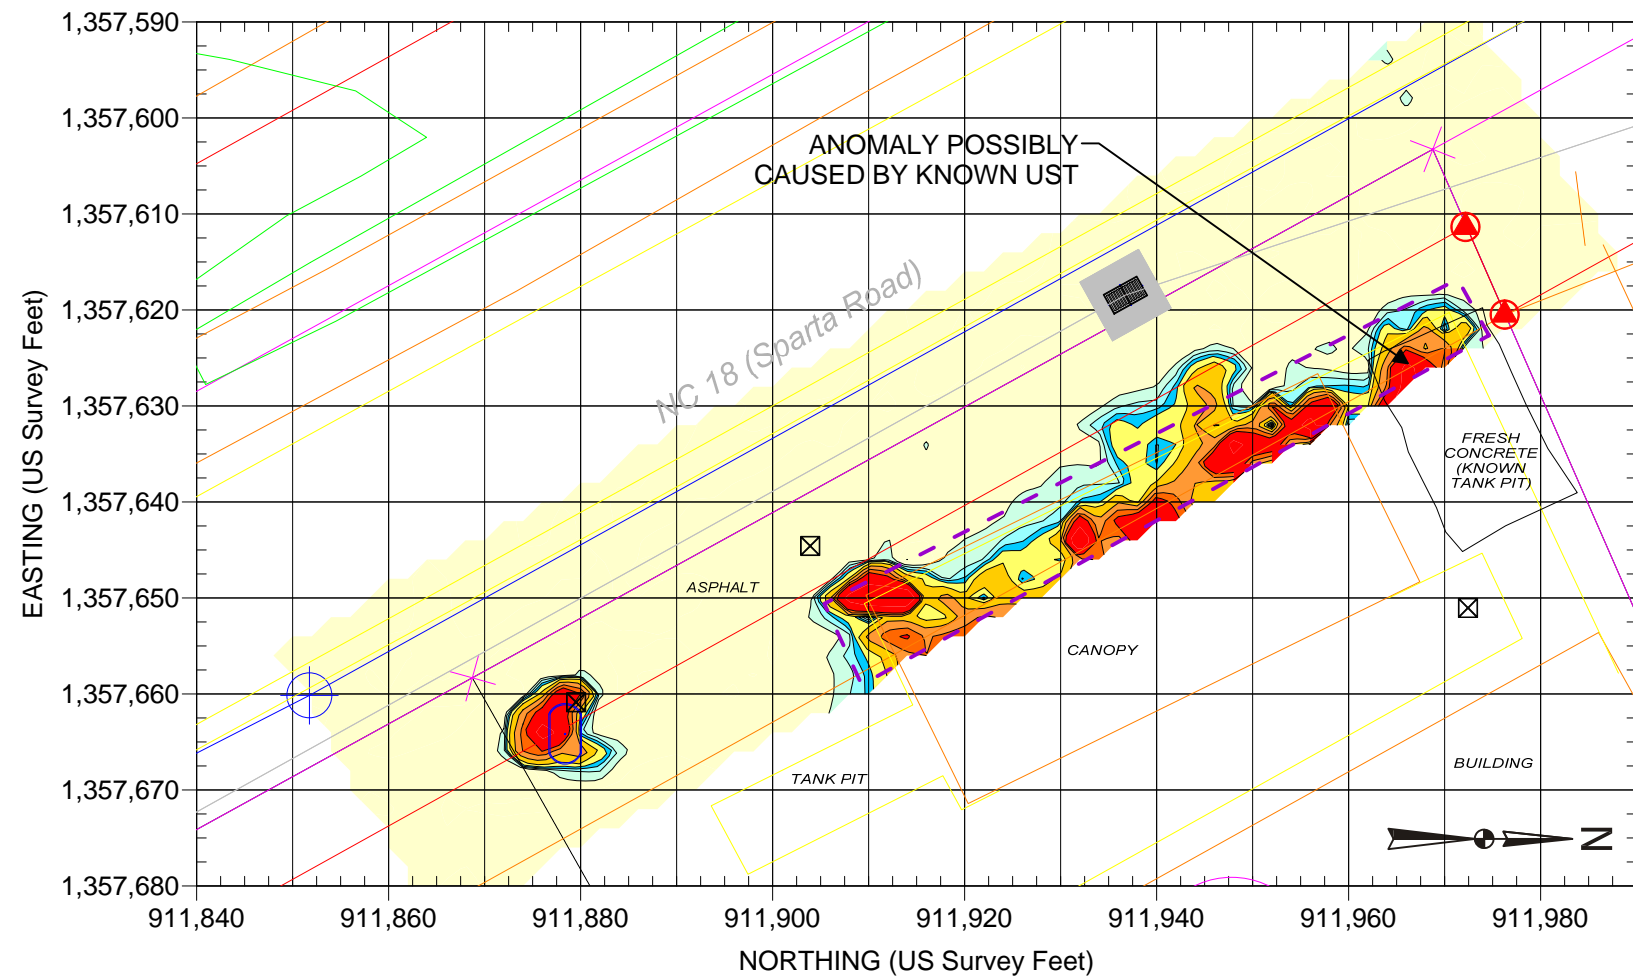 1,357,590
1,357,600
1,357,610
1,357,620
1,357,630
1,357,640
1,357,650
1,357,660
1,357,670
1,357,680
EASTING (US Survey Feet)
ANOMALY POSSIBLY
CAUSED BY KNOWN UST
NC 18 (Sparta Road)
FRESH
CONCRETE
(KNOWN
TANK PIT)
ASPHALT
CANOPY
TANK PIT
BUILDING
N
911,840
911,860
911,880
911,900
911,920
911,940
911,960
911,980
NORTHING (US Survey Feet)